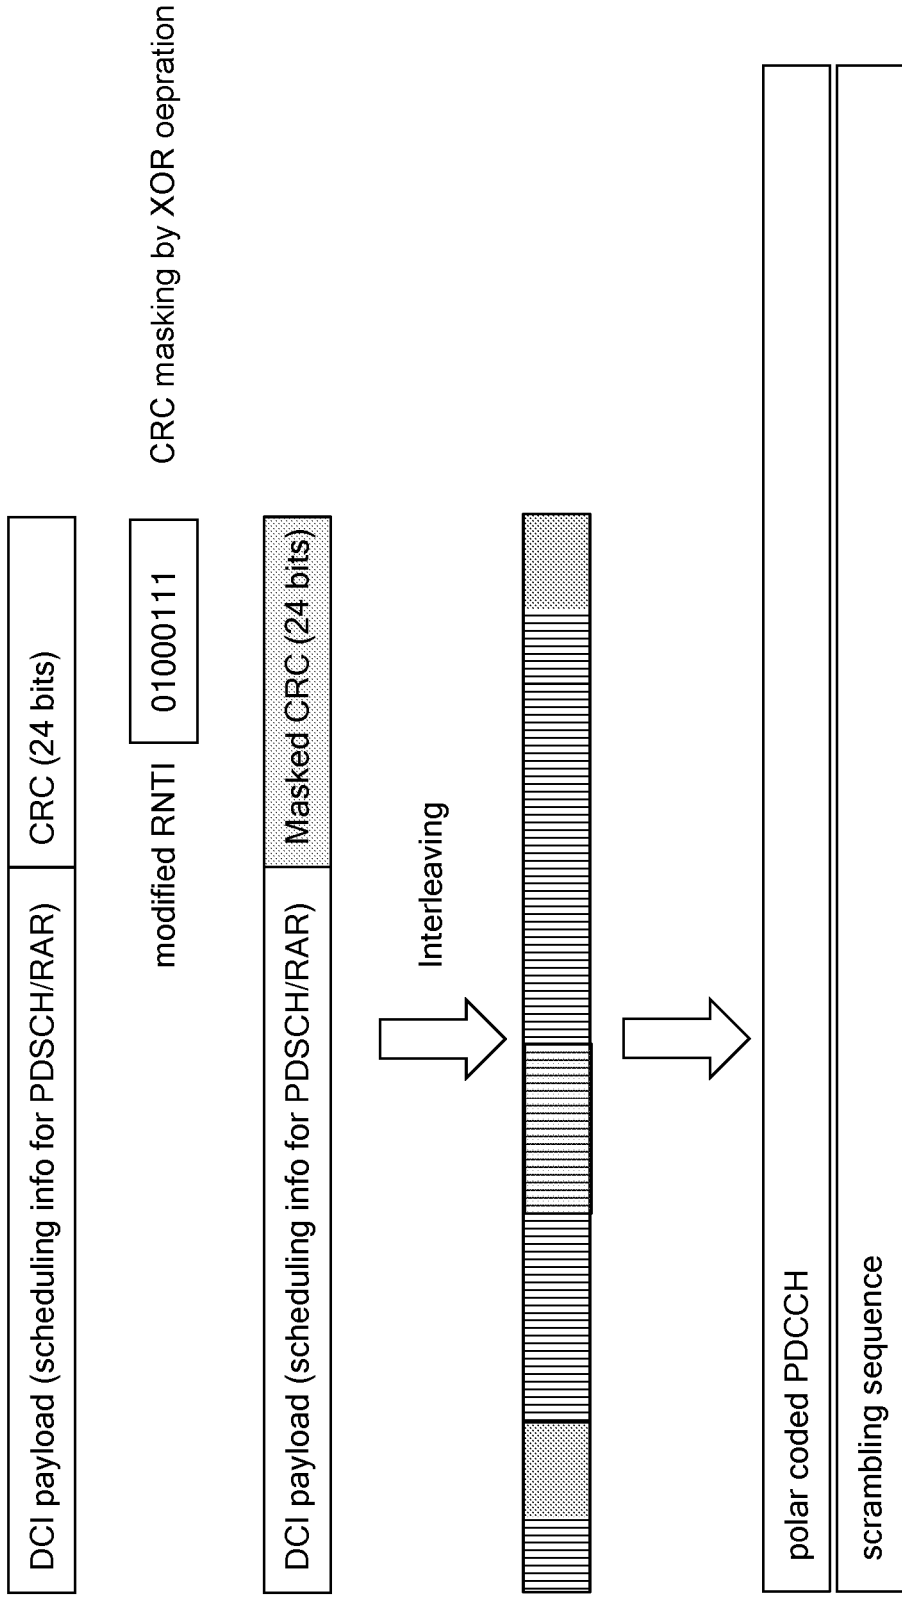 DCI payload (scheduling info for PDSCH/RAR) CRC (24 bits)
modified RNTI 01000111 CRC masking by XOR oepration
DCI payload (scheduling info for PDSCH/RAR) Masked CRC (24 bits)
Interleaving
polar coded PDCCH
scrambling sequence